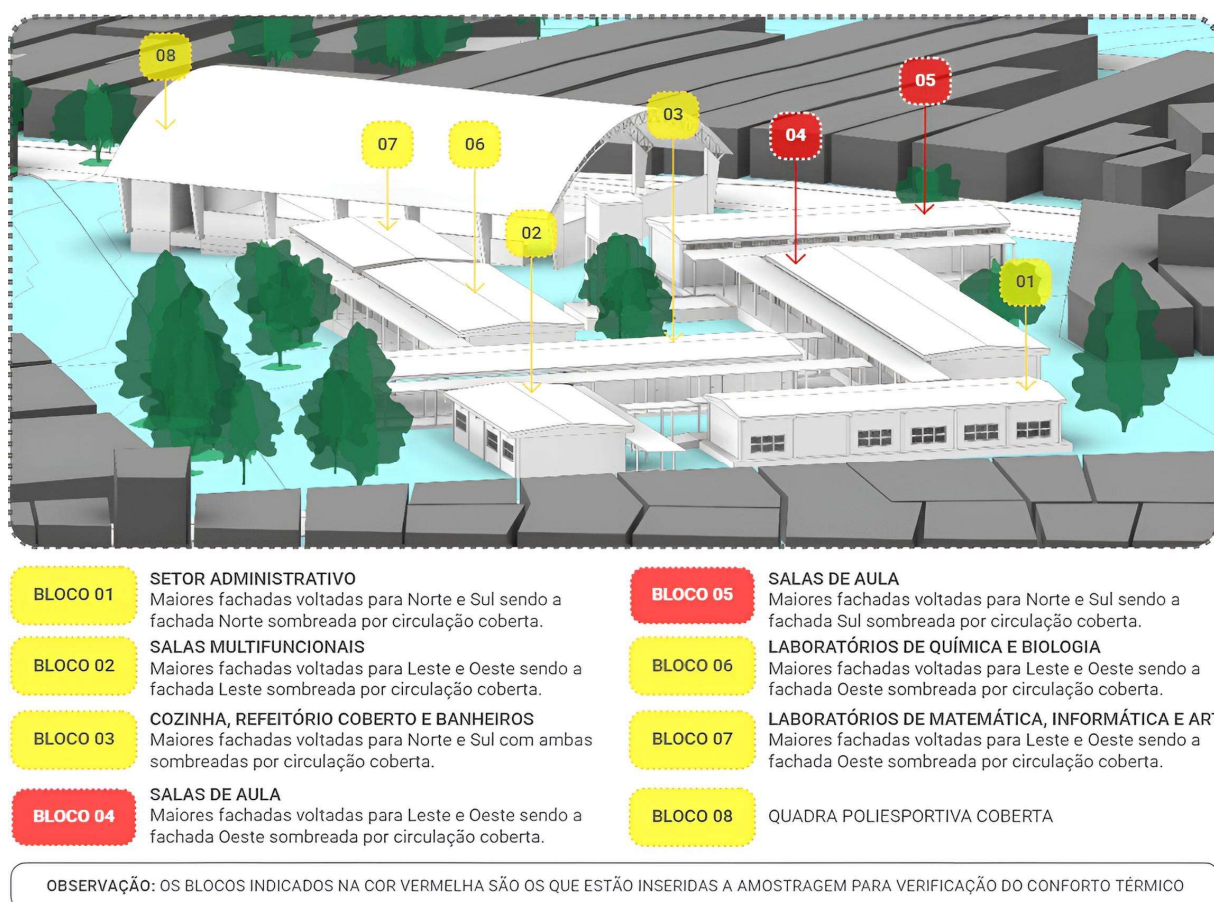 08
05
03
04
07
06
02
01
BLOCO 01
SETOR ADMINISTRATIVO
Maiores fachadas voltadas para Norte e Sul sendo a
fachada Norte sombreada por circulação coberta.
BLOCO 02
SALAS MULTIFUNCIONAIS
Maiores fachadas voltadas para Leste e Oeste sendo a
fachada Leste sombreada por circulação coberta.
BLOCO 03
COZINHA, REFEITÓRIO COBERTO E BANHEIROS
Maiores fachadas voltadas para Norte e Sul com ambas
sombreadas por circulação coberta.
BLOCO 04
SALAS DE AULA
Maiores fachadas voltadas para Leste e Oeste sendo a
fachada Oeste sombreada por circulação coberta.
BLOCO 05
SALAS DE AULA
Maiores fachadas voltadas para Norte e Sul sendo a
fachada Sul sombreada por circulação coberta.
BLOCO 06
LABORATÓRIOS DE QUÍMICA E BIOLOGIA
Maiores fachadas voltadas para Leste e Oeste sendo a
fachada Oeste sombreada por circulação coberta.
BLOCO 07
LABORATÓRIOS DE MATEMÁTICA, INFORMÁTICA E
Maiores fachadas voltadas para Leste e Oeste sendo a
fachada Oeste sombreada por circulação coberta.
BLOCO 08
QUADRA POLIESPORTIVA COBERTA
OBSERVAÇÃO: OS BLOCOS INDICADOS NA COR VERMELHA SÃO OS QUE ESTÃO INSERIDAS A AMOSTRAGEM PARA VERIFICAÇÃO DO CONFORTO TÉRMICO